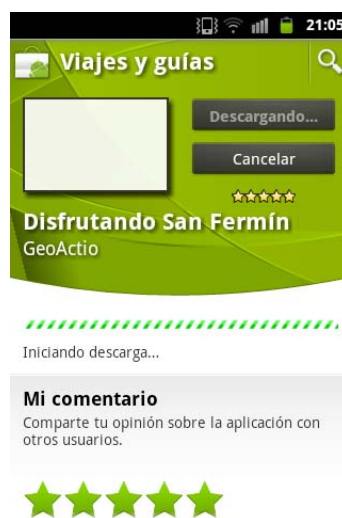 21:05
Viajes y guías
Descargando...
Cancelar
Disfrutando San Fermín
GeoActio
Iniciando descarga...
Mi comentario
Comparte tu opinión sobre la aplicación con
otros usuarios.